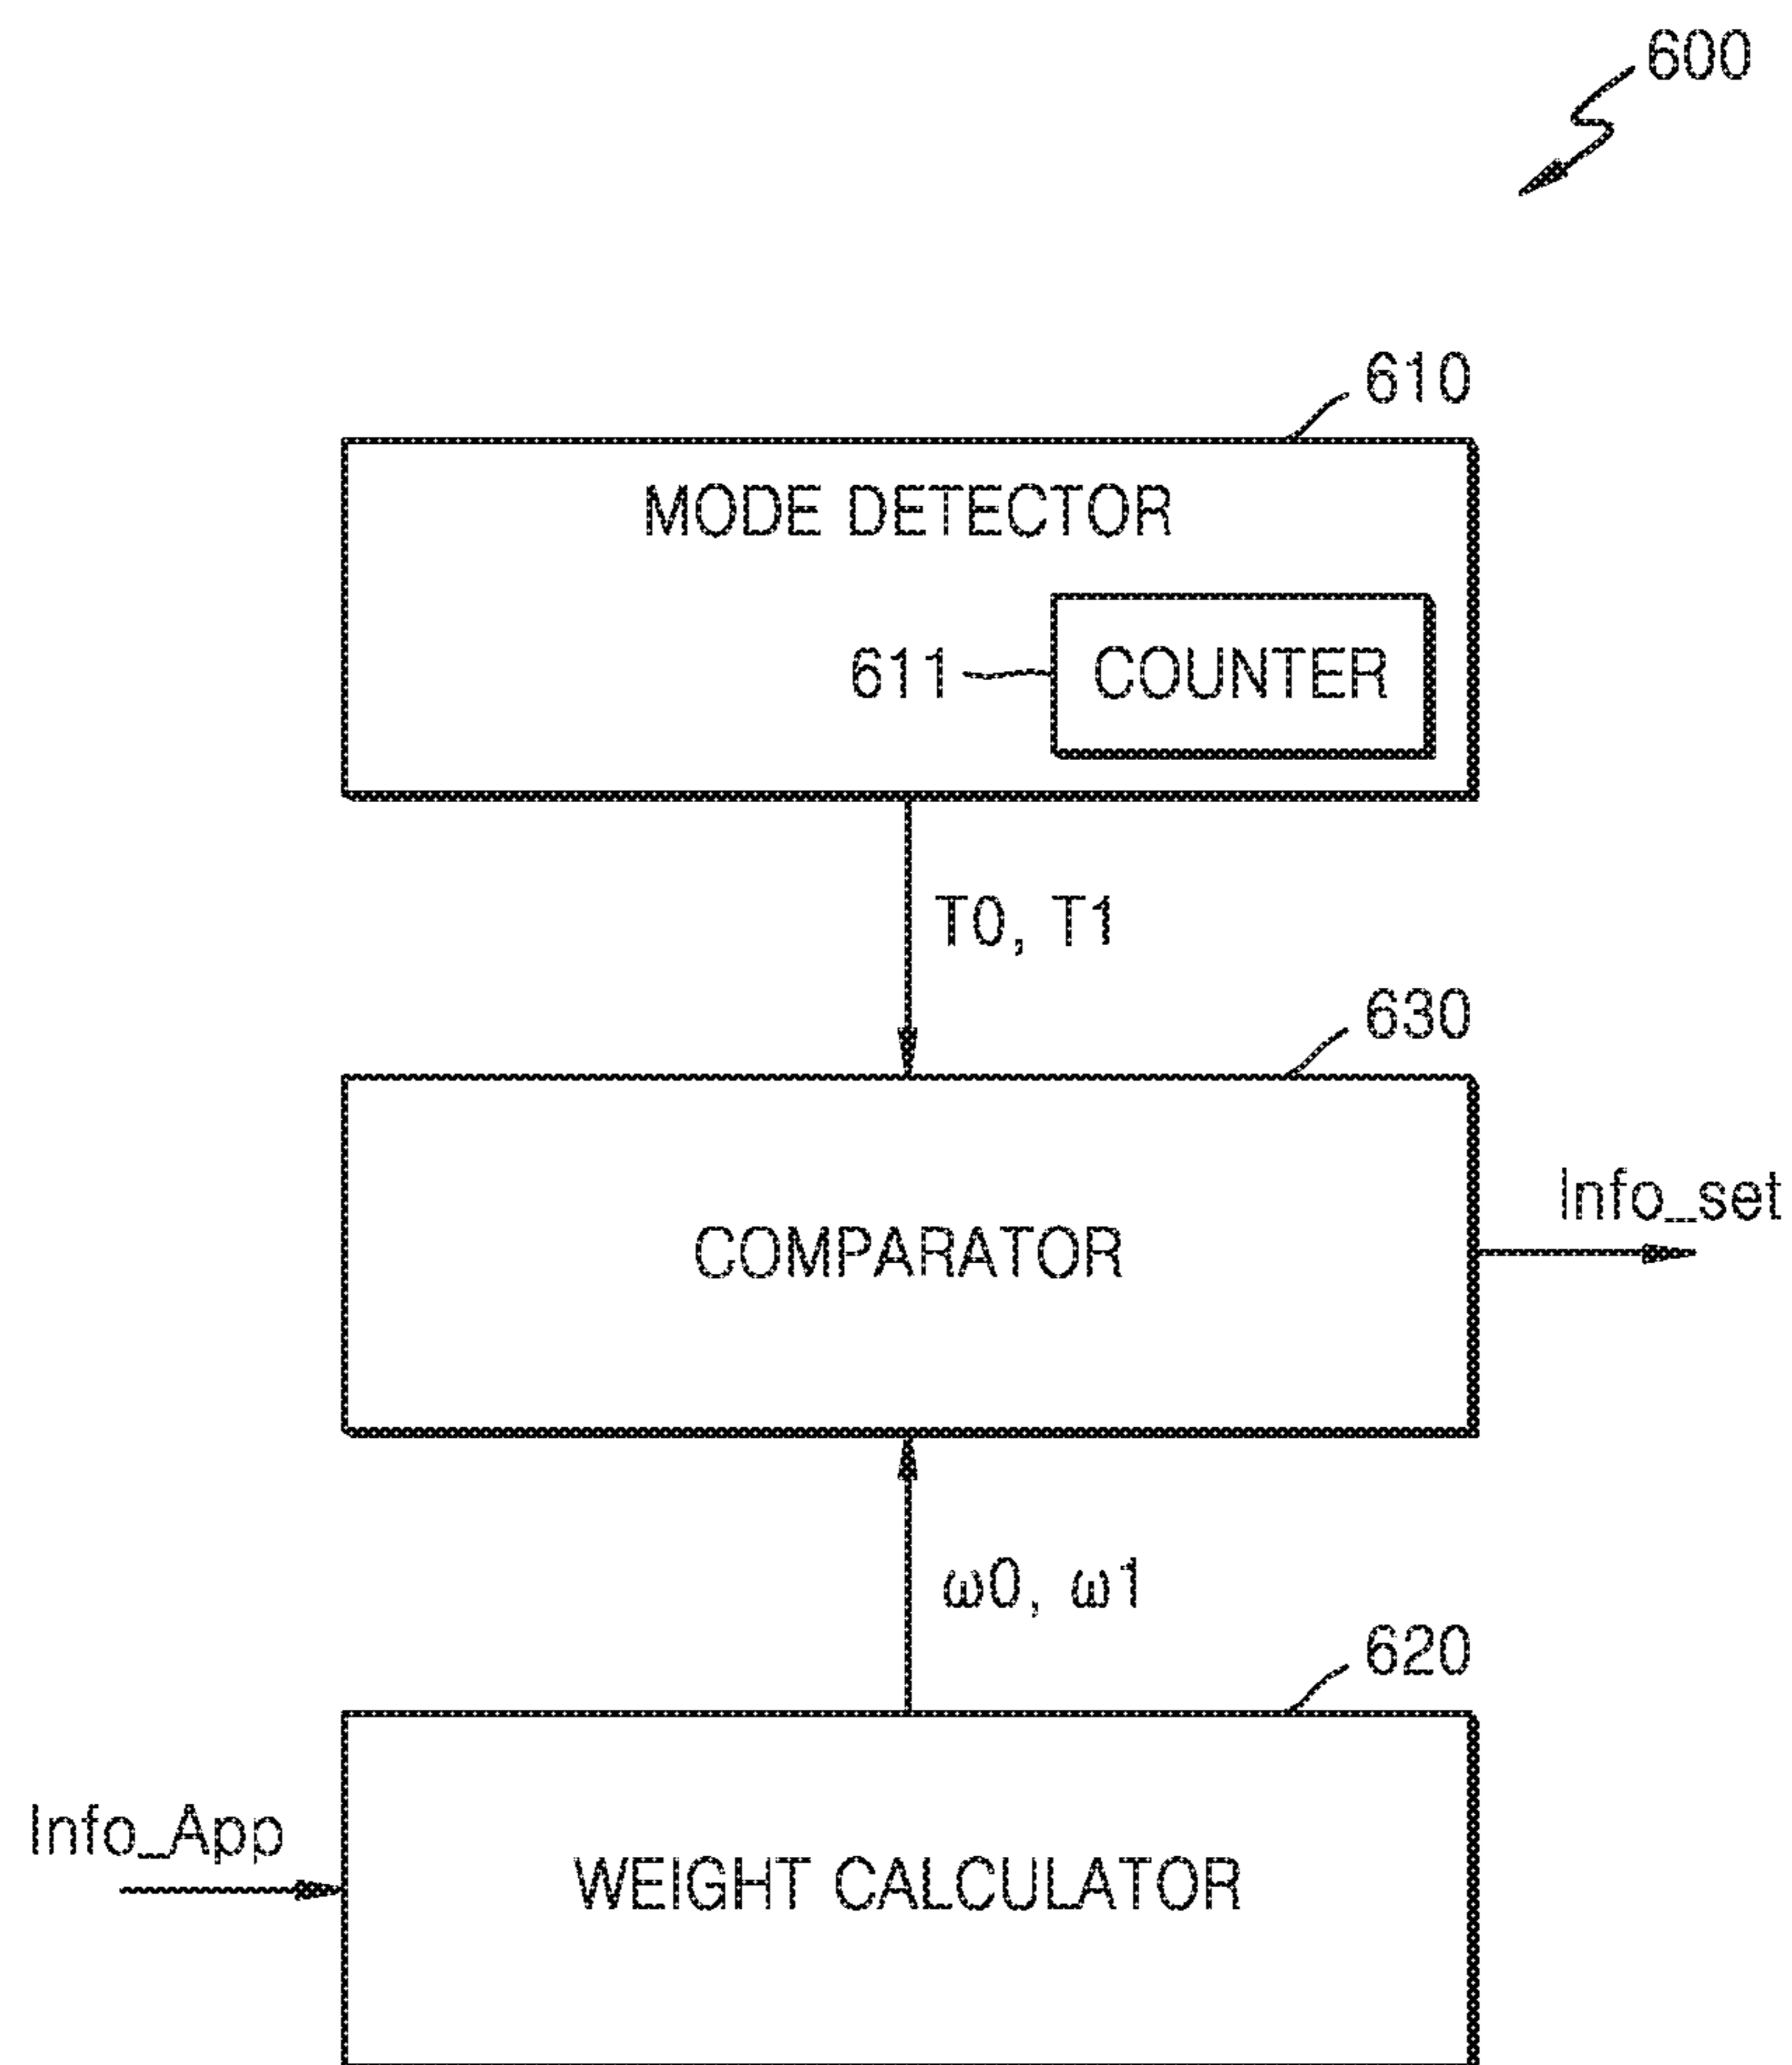 600
610
MODE DETECTOR
611
COUNTER
T0, T1
630
Info_set
COMPARATOR
ω0, ω1
620
Info_App
WEIGHT CALCULATOR